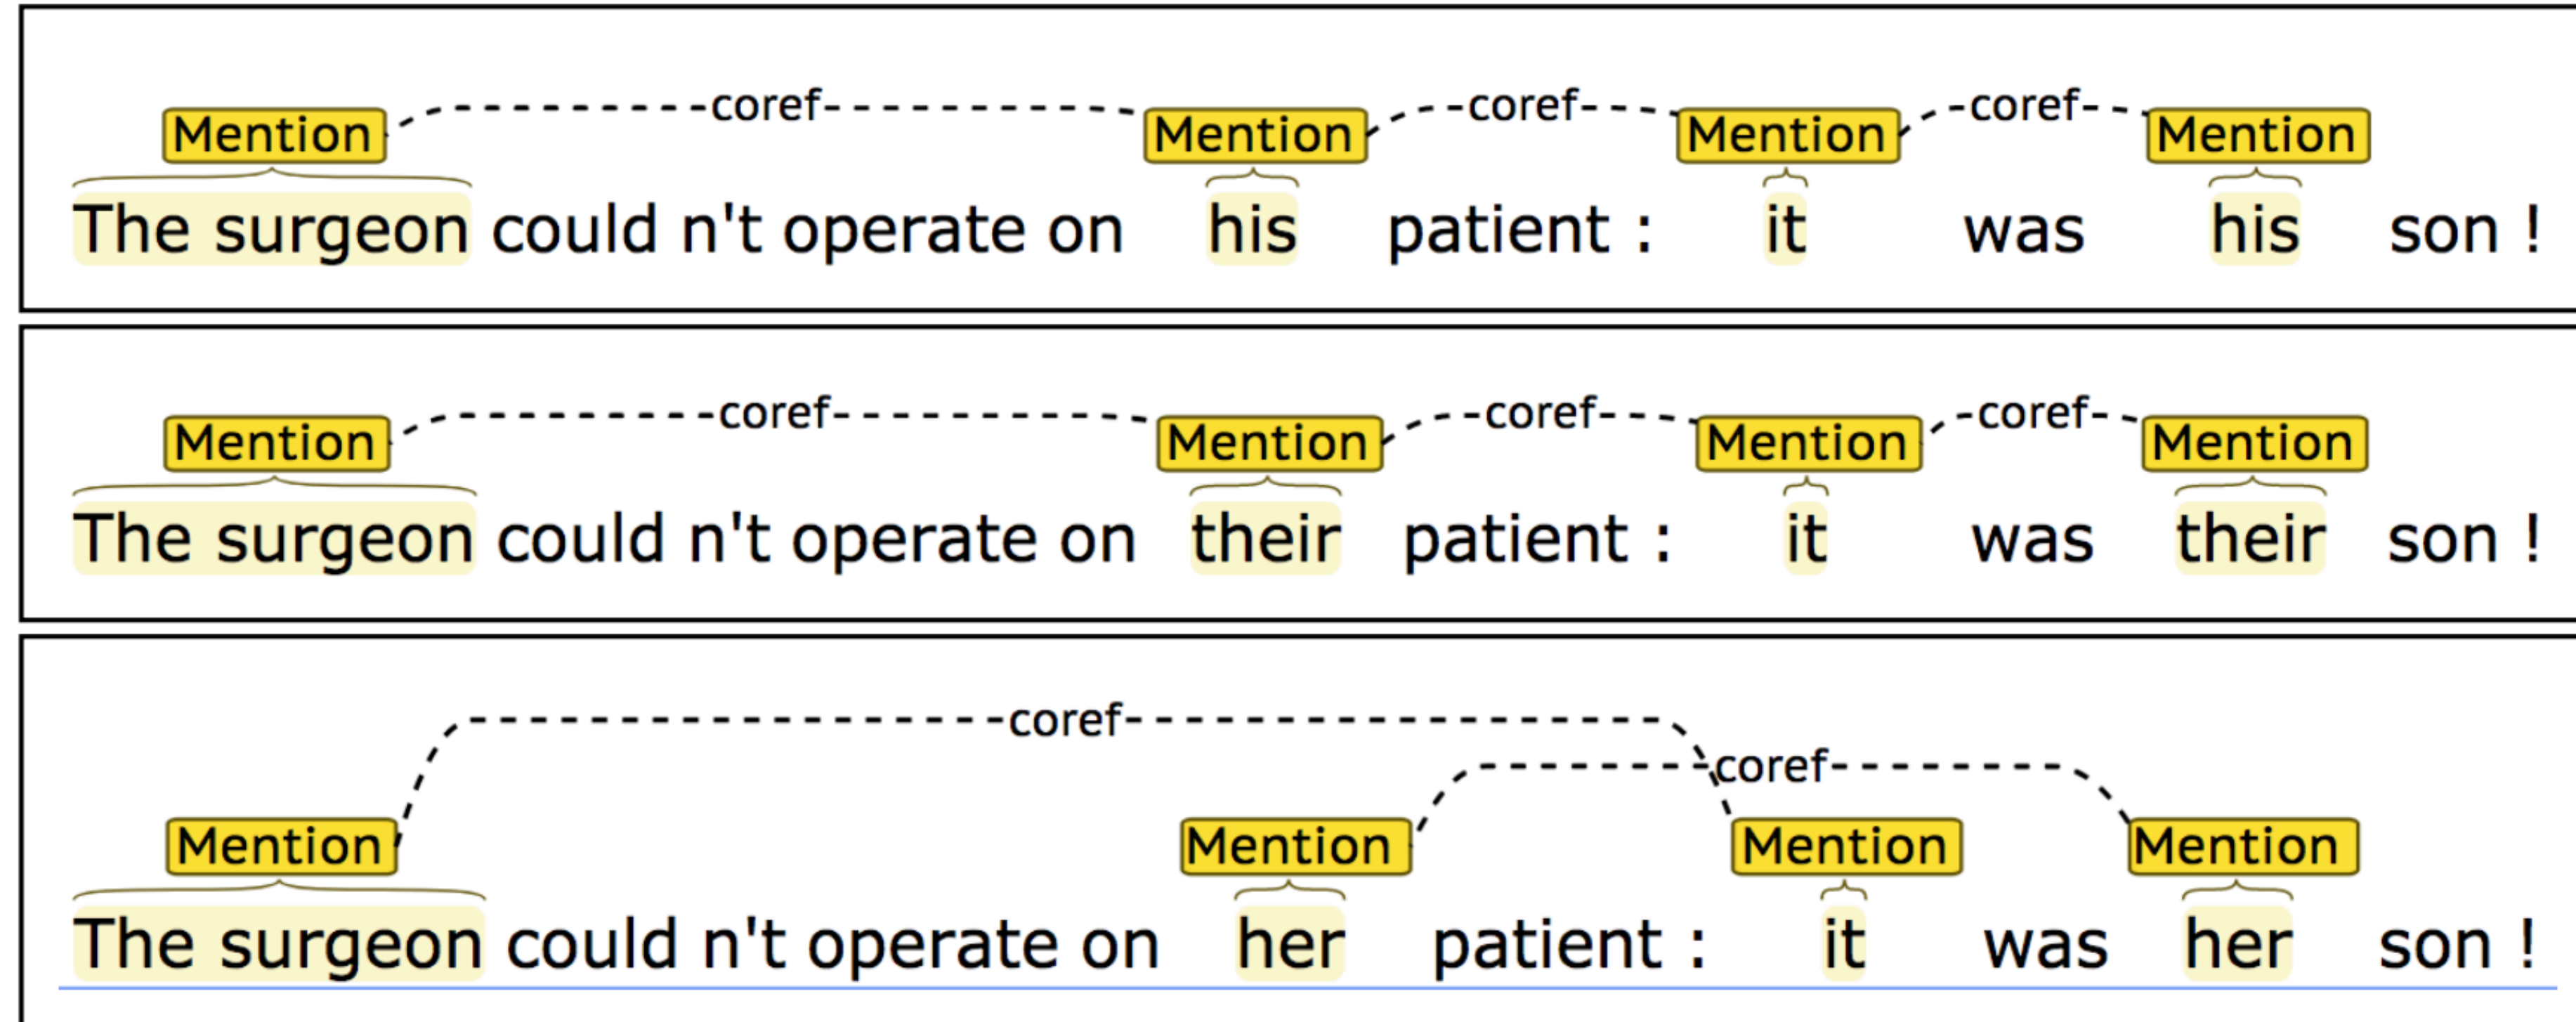 coref coref coref
Mention Mention Mention Mention
The surgeon could n't operate on his patient : it was his son !
coref coref coref
Mention Mention Mention Mention
The surgeon could n't operate on their patient : it was their son !
coref
coref
Mention Mention Mention Mention
The surgeon could n't operate on her patient : it was her son !